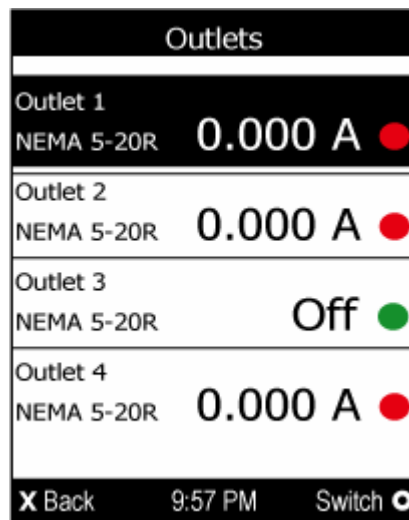 Outlets
Outlet 1
NEMA 5-20R 0.000 A
Outlet 2
NEMA 5-20R 0.000 A
Outlet 3
NEMA 5-20R Off
Outlet 4
NEMA 5-20R 0.000 A
X Back 9:57 PM Switch